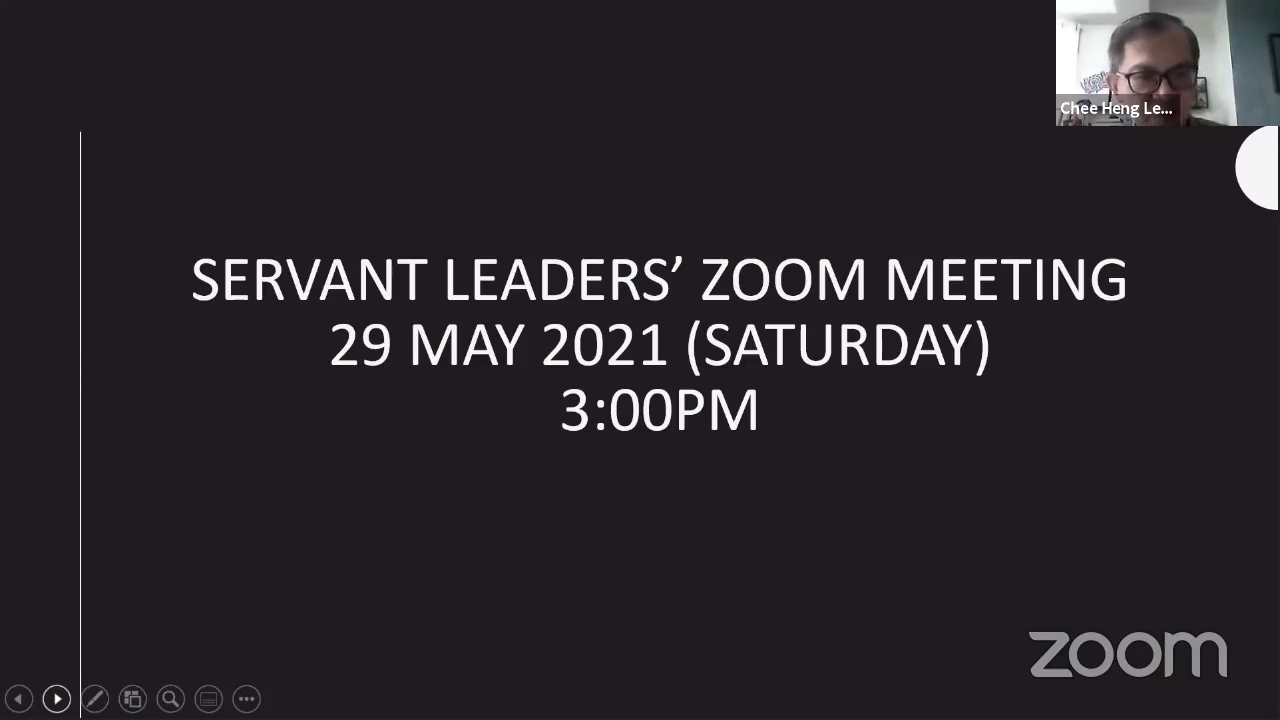 Chee Heng Le...
SERVANT LEADERS’ ZOOM MEETING
29 MAY 2021 (SATURDAY)
3:00PM
zoom